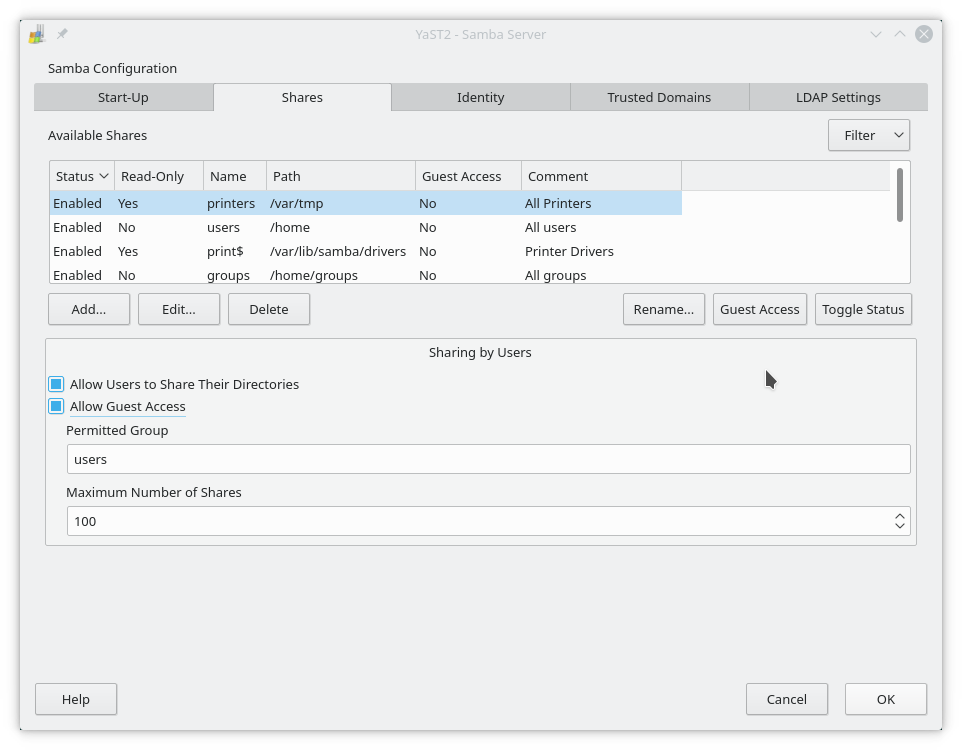 YaST2 - Samba Server
Samba Configuration
Start-Up Shares Identity Trusted Domains LDAP Settings
Available Shares Filter
Status Read-Only Name Path Guest Access Comment
Enabled Yes printers /var/tmp No All Printers
Enabled No users /home No All users
Enabled Yes print$ /var/lib/samba/drivers No Printer Drivers
Enabled No groups /home/groups No All groups
Add... Edit... Delete Rename... Guest Access Toggle Status
Sharing by Users
Allow Users to Share Their Directories
Allow Guest Access
Permitted Group
users
Maximum Number of Shares
100
Help Cancel OK